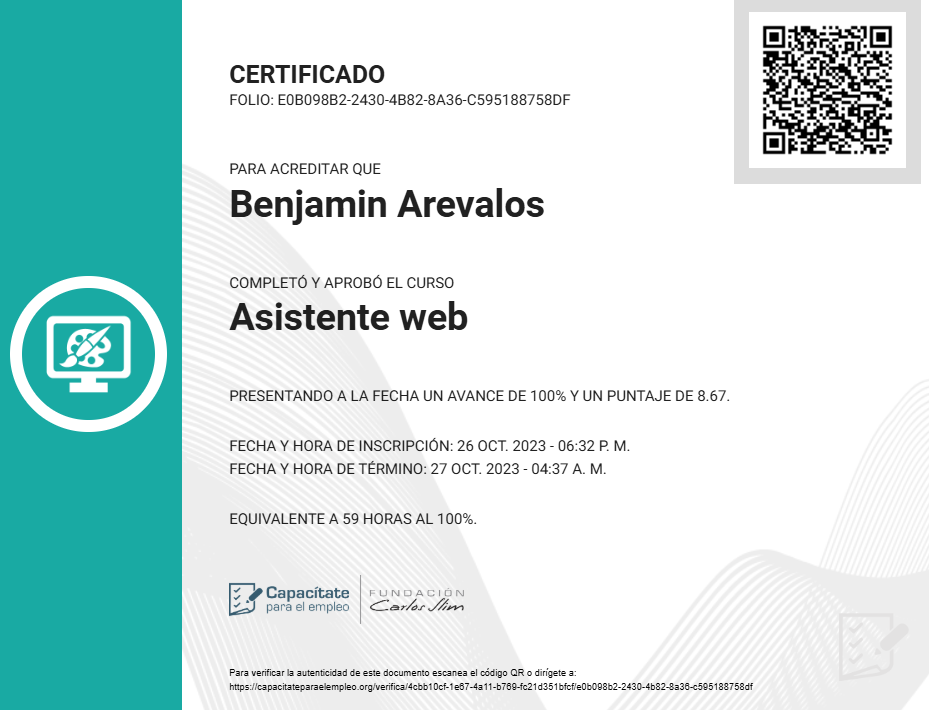 CERTIFICADO
FOLIO: E0B098B2-2430-4B82-8A36-C595188758DF
PARA ACREDITAR QUE
Benjamin Arevalos
COMPLETÓ Y APROBÓ EL CURSO
Asistente web
PRESENTANDO A LA FECHA UN AVANCE DE 100% Y UN PUNTAJE DE 8.67.
FECHA Y HORA DE INSCRIPCIÓN: 26 OCT. 2023 - 06:32 P. M.
FECHA Y HORA DE TÉRMINO: 27 OCT. 2023 - 04:37 A. M.
EQUIVALENTE A 59 HORAS AL 100%.
Capacítate
para el empleo
FUNDACIÓN
Carlos Slim
Para verificar la autenticidad de este documento escanea el código QR o dirígete a:
https://capacitateparaelempleo.org/verifica/4cbb10cf-1e67-4a11-b769-fc21d351bfcf/e0b098b2-2430-4b82-8a36-c595188758df